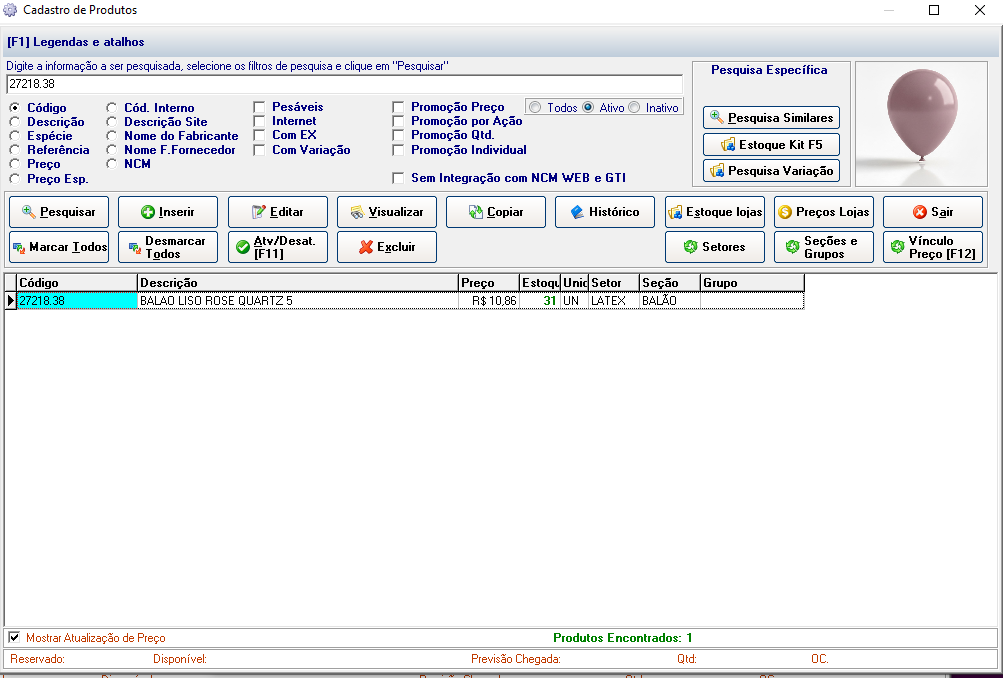 Cadastro de Produtos
[F1] Legendas e atalhos
Digite a informação a ser pesquisada, selecione os filtros de pesquisa e clique em "Pesquisar"
27218.38
Código
Descrição
Espécie
Referência
Preço
Preço Esp.
Cód. Interno
Descrição Site
Nome do Fabricante
Nome F.Fornecedor
NCM
Pesáveis
Internet
Com EX
Com Variação
Promoção Preço
Promoção por Ação
Promoção Qtd.
Promoção Individual
Sem Integração com NCM WEB e GTI
Todos Ativo Inativo
Pesquisa Específica
Pesquisa Similares
Estoque Kit F5
Pesquisa Variação
Pesquisar Inserir Editar Visualizar Copiar Histórico Estoque lojas Preços Lojas Sair
Marcar Todos
Desmarcar
Todos
Atv/Desat.
[F11]
Excluir
Setores
Seções e
Grupos
Vínculo
Preço [F12]
Código Descrição Preço Estoqu Unid Setor Seção Grupo
27218.38 BALAO LISO ROSE QUARTZ 5 R$ 10,86 31 UN LATEX BALÃO
Mostrar Atualização de Preço Produtos Encontrados: 1
Reservado: Disponível: Previsão Chegada: Qtd: OC.